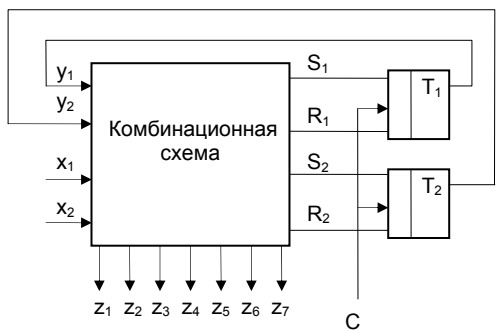 y1
y2
x1
x2
Комбинационная
схема
S1
R1
S2
R2
T1
T2
z1 z2 z3 z4 z5 z6 z7
C